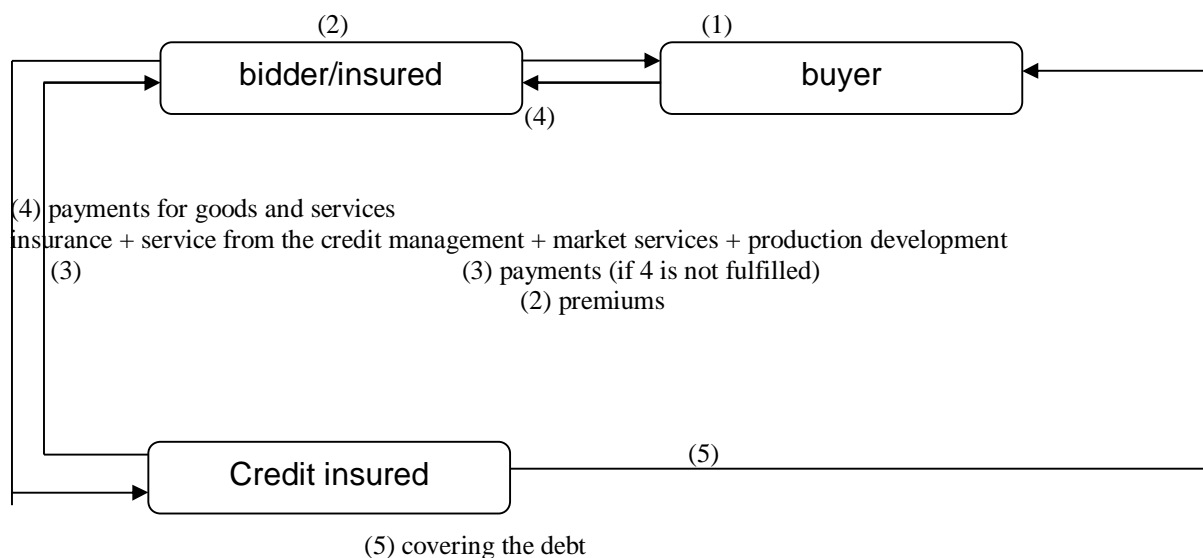 (2) (1)
bidder/insured buyer
(4)
(4) payments for goods and services
insurance + service from the credit management + market services + production development
(3) (3) payments (if 4 is not fulfilled)
(2) premiums
Credit insured (5)
(5) covering the debt